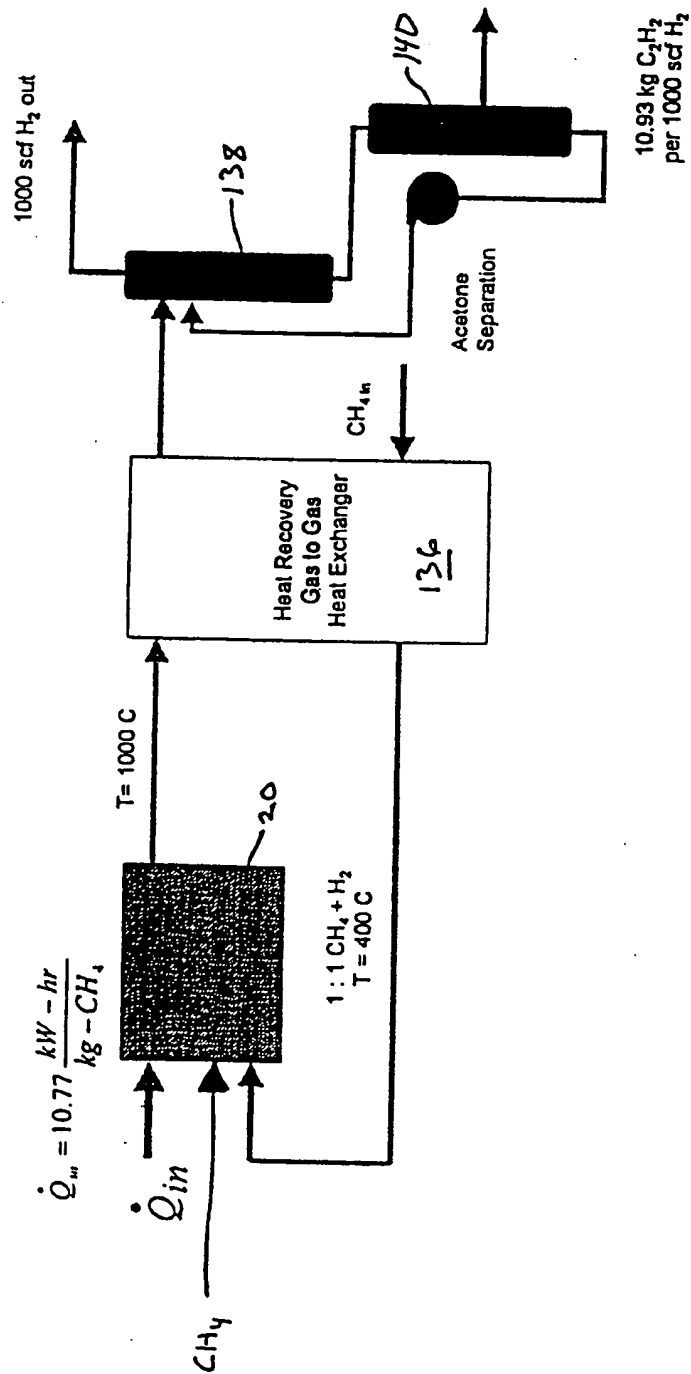 Q̇in = 10.77 kW – hr / kg – CH₄
Q̇in
CH4
T= 1000 C
20
1 : 1 CH₄ + H₂
T = 400 C
Heat Recovery
Gas to Gas
Heat Exchanger
136
CH₄ in
1000 scf H₂ out
138
Acetone
Separation
140
10.93 kg C₂H₂
per 1000 scf H₂